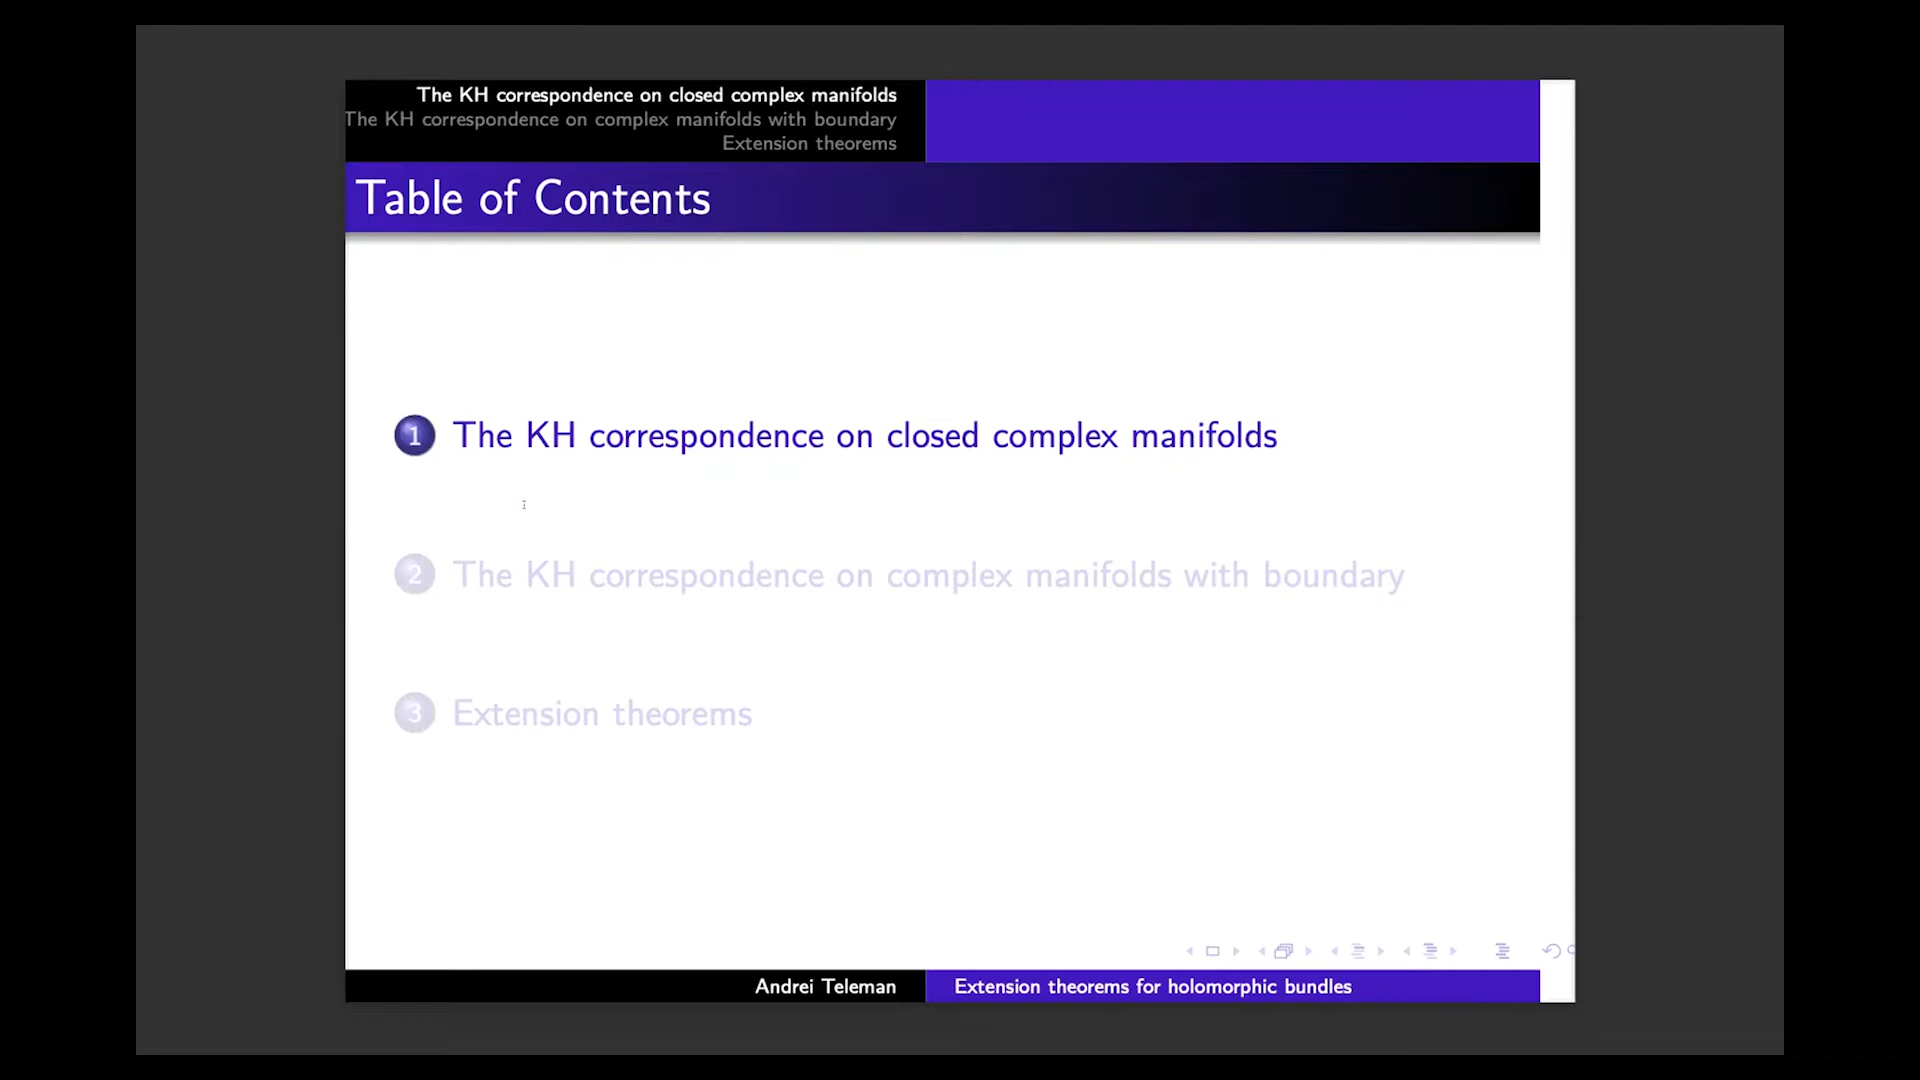 The KH correspondence on closed complex manifolds
The KH correspondence on complex manifolds with boundary
Extension theorems
Table of Contents
1 The KH correspondence on closed complex manifolds
2 The KH correspondence on complex manifolds with boundary
3 Extension theorems
Andrei Teleman
Extension theorems for holomorphic bundles